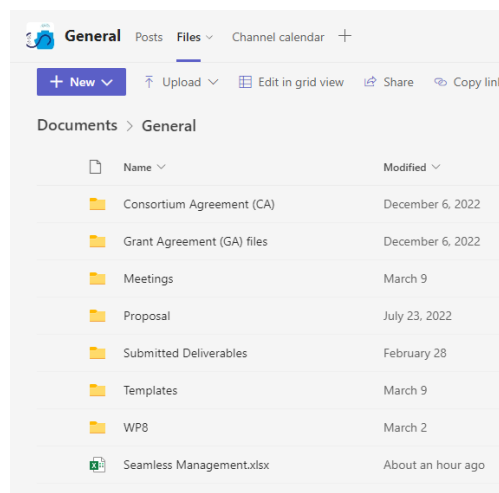 General Posts Files Channel calendar
New Upload Edit in grid view Share Copy lin
Documents > General
Name Modified
Consortium Agreement (CA) December 6, 2022
Grant Agreement (GA) files December 6, 2022
Meetings March 9
Proposal July 23, 2022
Submitted Deliverables February 28
Templates March 9
WP8 March 2
Seamless Management.xlsx About an hour ago